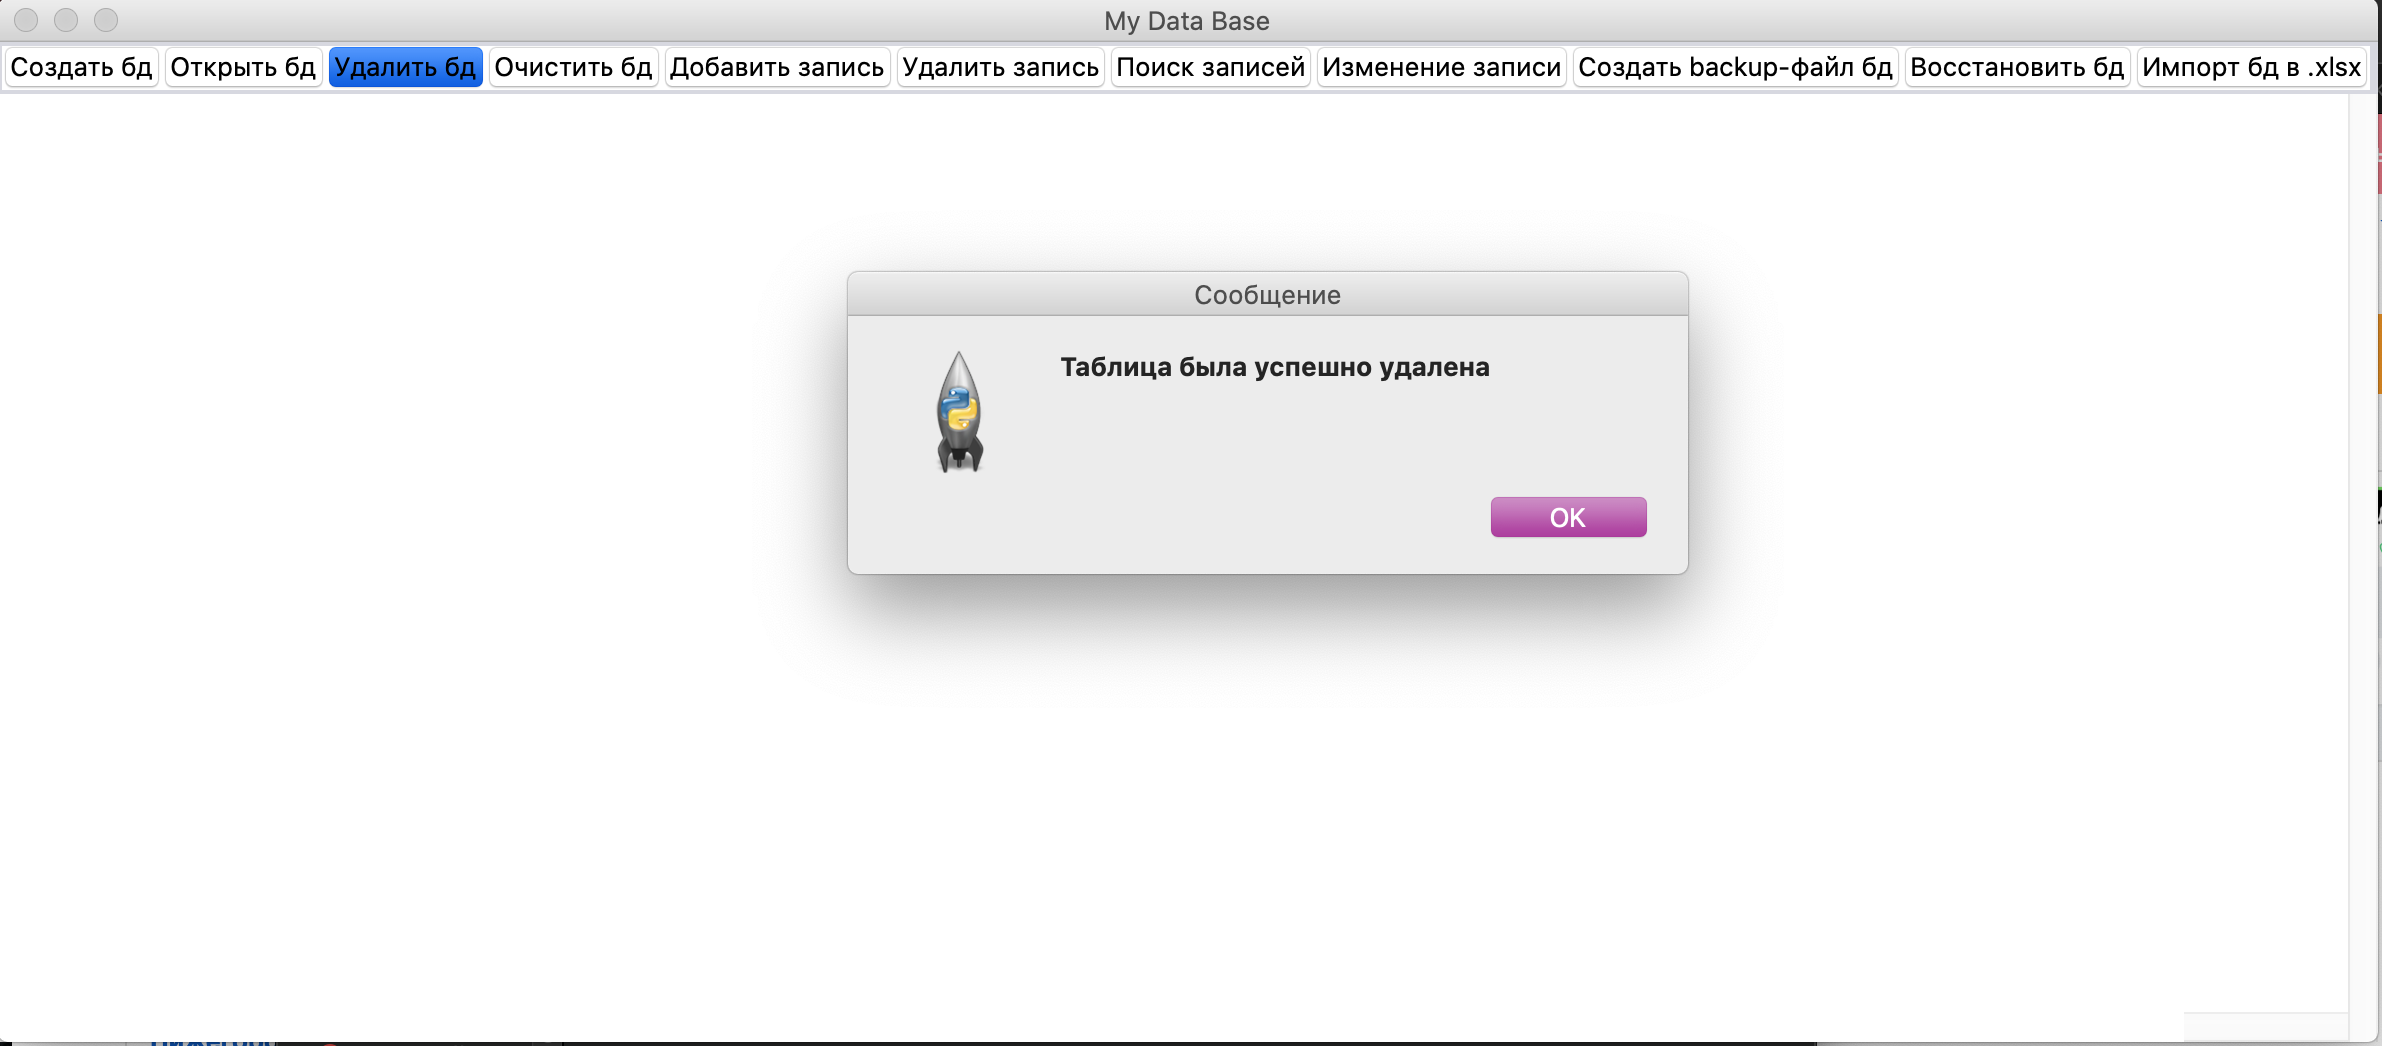 My Data Base
Создать бд Открыть бд Удалить бд Очистить бд Добавить запись Удалить запись Поиск записей Изменение записи Создать backup-файл бд Восстановить бд Импорт бд в .xlsx
Сообщение
Таблица была успешно удалена
OK